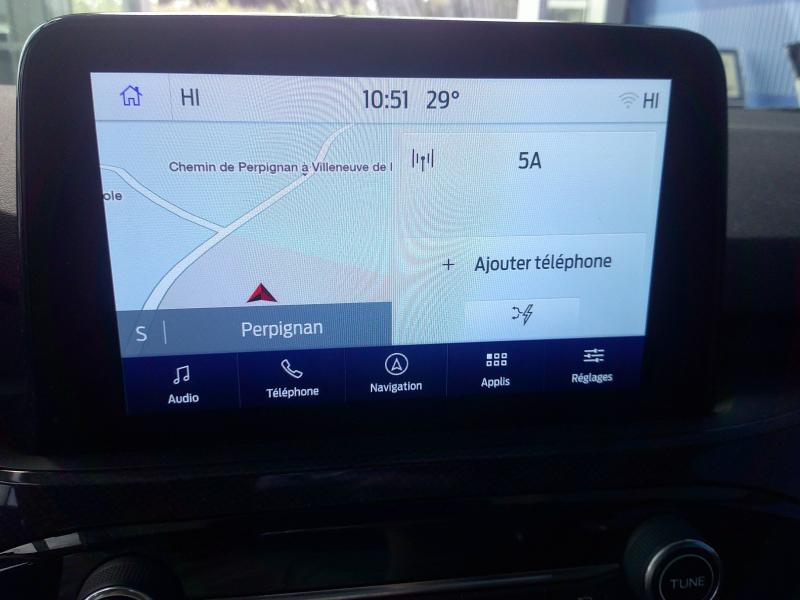 HI 10:51 29° HI
Chemin de Perpignan à Villeneuve de l
ole
5A
+ Ajouter téléphone
S Perpignan
Audio Téléphone Navigation Applis Réglages
TUNE